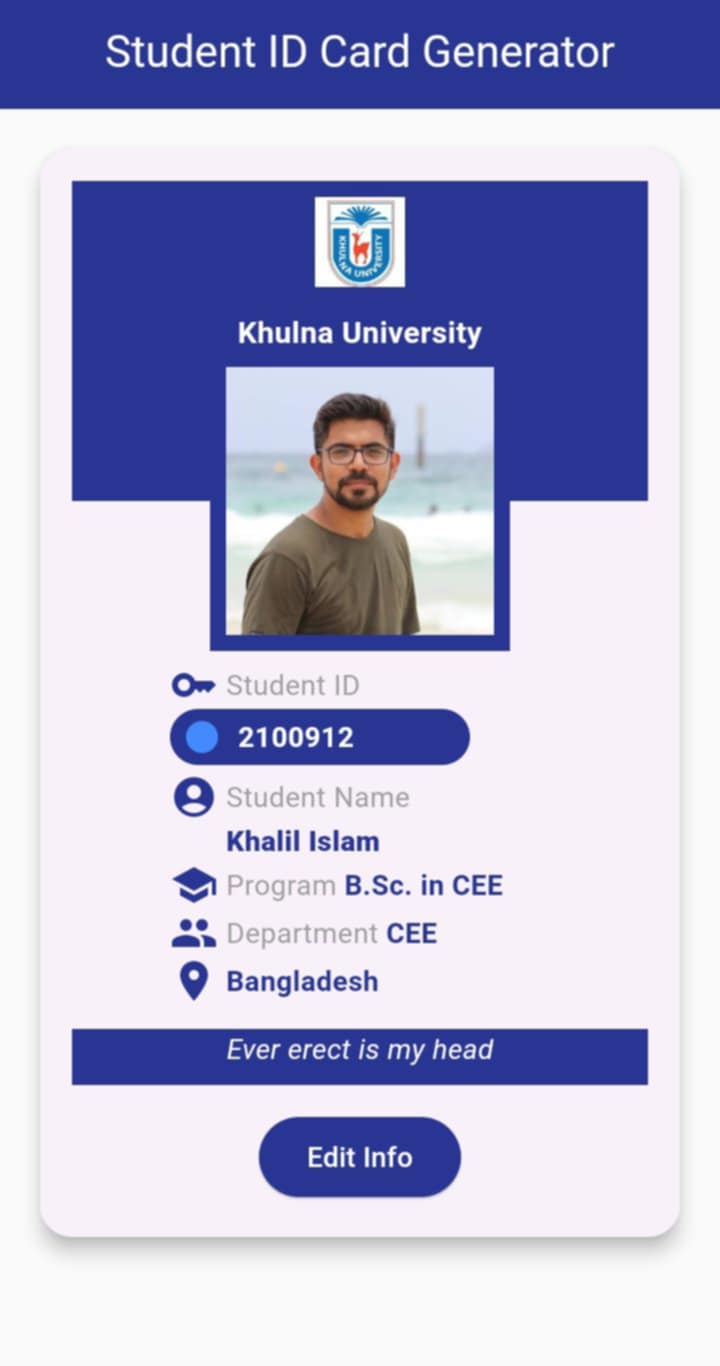 Student ID Card Generator
KHULNA UNIVERSITY
Khulna University
Student ID
2100912
Student Name
Khalil Islam
Program B.Sc. in CEE
Department CEE
Bangladesh
Ever erect is my head
Edit Info